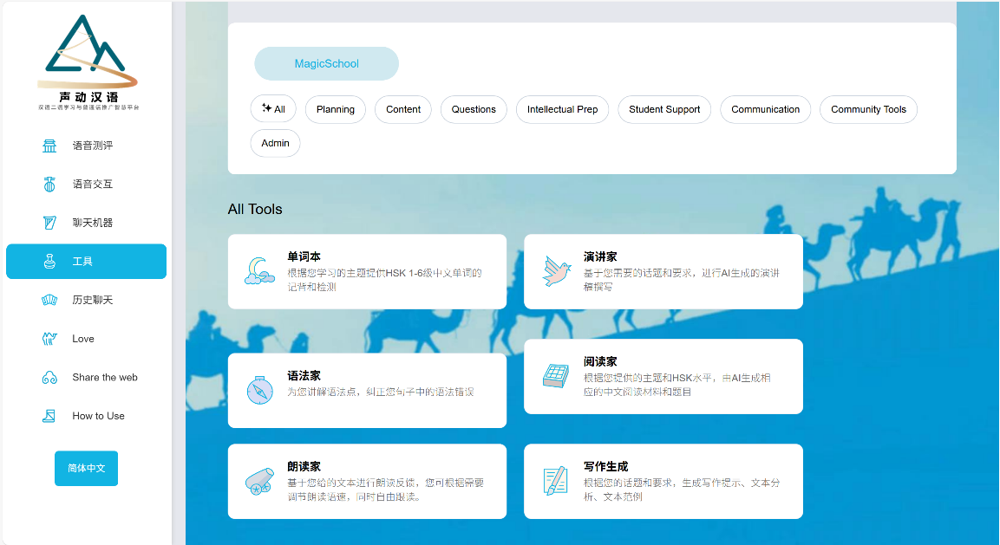 声动汉语
汉语二语学习与普通话推广智慧平台
语音测评
语音交互
聊天机器
工具
历史聊天
Love
Share the web
How to Use
简体中文
MagicSchool
All
Planning
Content
Questions
Intellectual Prep
Student Support
Communication
Community Tools
Admin
All Tools
单词本
根据您学习的主题提供HSK 1-6级中文单词的
记背和检测
演讲家
基于您需要的话题和要求，进行AI生成的演讲
稿撰写
语法家
为您讲解语法点，纠正您句子中的语法错误
阅读家
根据您提供的主题和HSK水平，由AI生成相
应的中文阅读材料和题目
朗读家
基于您给的文本进行朗读反馈，您可根据需要
调节朗读语速，同时自由跟读。
写作生成
根据您的话题和要求，生成写作提示、文本分
析、文本范例